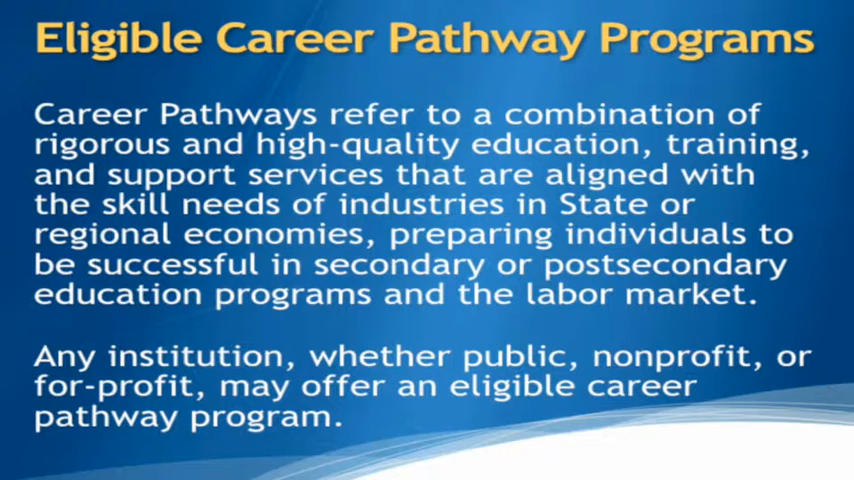 Eligible Career Pathway Programs
Career Pathways refer to a combination of
rigorous and high-quality education, training,
and support services that are aligned with
the skill needs of industries in State or
regional economies, preparing individuals to
be successful in secondary or postsecondary
education programs and the labor market.
Any institution, whether public, nonprofit, or
for-profit, may offer an eligible career
pathway program.